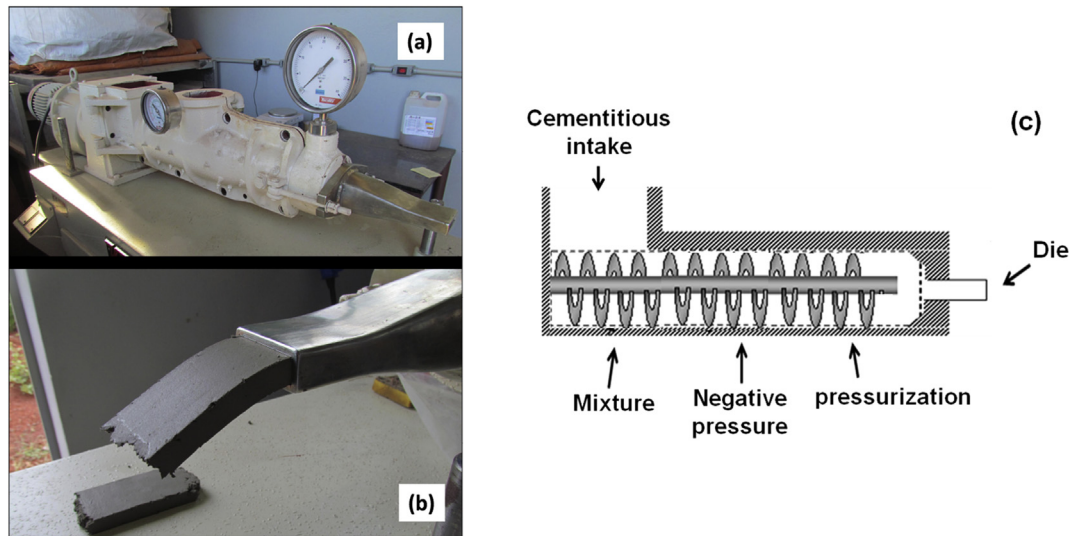 (a)
(b)
(c)
Cementitious
intake
Die
Mixture
Negative
pressure
pressurization